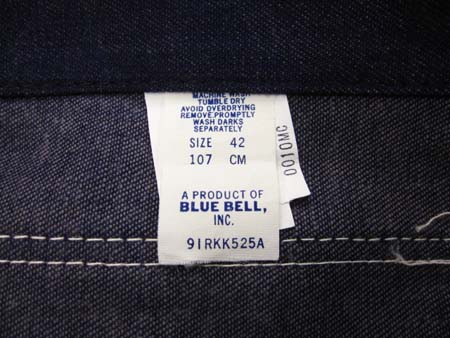 MACHINE WASH
TUMBLE DRY
AVOID OVERDRYING
REMOVE PROMPTLY
WASH DARKS
SEPARATELY
SIZE 42
107 CM
A PRODUCT OF
BLUE BELL,
INC.
91RKK525A
0010MC